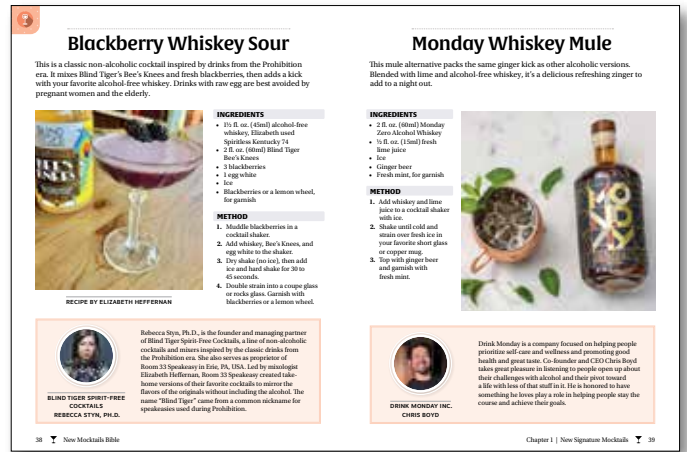 Blackberry Whiskey Sour
This is a classic non-alcoholic cocktail inspired by drinks from the Prohibition
era. It mixes Blind Tiger's Bee's Knees and fresh blackberries, then adds a kick
with your favorite alcohol-free whiskey. Drinks with raw egg are best avoided by
pregnant women and the elderly.
INGREDIENTS
• 1½ fl. oz. (45ml) alcohol-free
whiskey, Elizabeth used
Spiritless Kentucky 74
• 2 fl. oz. (60ml) Blind Tiger
Bee's Knees
• 3 blackberries
• 1 egg white
• Ice
• Blackberries or a lemon wheel,
for garnish
METHOD
1. Muddle blackberries in a
cocktail shaker.
2. Add whiskey, Bee's Knees, and
egg white to the shaker.
3. Dry shake (no ice), then add
ice and hard shake for 30 to
45 seconds.
4. Double strain into a coupe glass
or rocks glass. Garnish with
blackberries or a lemon wheel.
RECIPE BY ELIZABETH HEFFERNAN
BLIND TIGER SPIRIT-FREE
COCKTAILS
REBECCA STYN, PH.D.
Rebecca Styn, Ph.D., is the founder and managing partner
of Blind Tiger Spirit-Free Cocktails, a line of non-alcoholic
cocktails and mixers inspired by the classic drinks from
the Prohibition era. She also serves as proprietor of
Room 33 Speakeasy in Erie, PA, USA. Led by mixologist
Elizabeth Heffernan, Room 33 Speakeasy created take-
home versions of their favorite cocktails to mirror the
flavors of the originals without including the alcohol. The
name "Blind Tiger" came from a common nickname for
speakeasies used during Prohibition.
38 New Mocktails Bible
Monday Whiskey Mule
This mule alternative packs the same ginger kick as other alcoholic versions.
Blended with lime and alcohol-free whiskey, it's a delicious refreshing zinger to
add to a night out.
INGREDIENTS
• 2 fl. oz. (60ml) Monday
Zero Alcohol Whiskey
• ½ fl. oz. (15ml) fresh
lime juice
• Ice
• Ginger beer
• Fresh mint, for garnish
METHOD
1. Add whiskey and lime
juice to a cocktail shaker
with ice.
2. Shake until cold and
strain over fresh ice in
your favorite short glass
or copper mug.
3. Top with ginger beer
and garnish with
fresh mint.
DRINK MONDAY INC.
CHRIS BOYD
Drink Monday is a company focused on helping people
prioritize self-care and wellness and promoting good
health and great taste. Co-founder and CEO Chris Boyd
takes great pleasure in listening to people open up about
their challenges with alcohol and their pivot toward
a life with less of that stuff in it. He is honored to have
something he loves play a role in helping people stay the
course and achieve their goals.
Chapter 1 | New Signature Mocktails 39